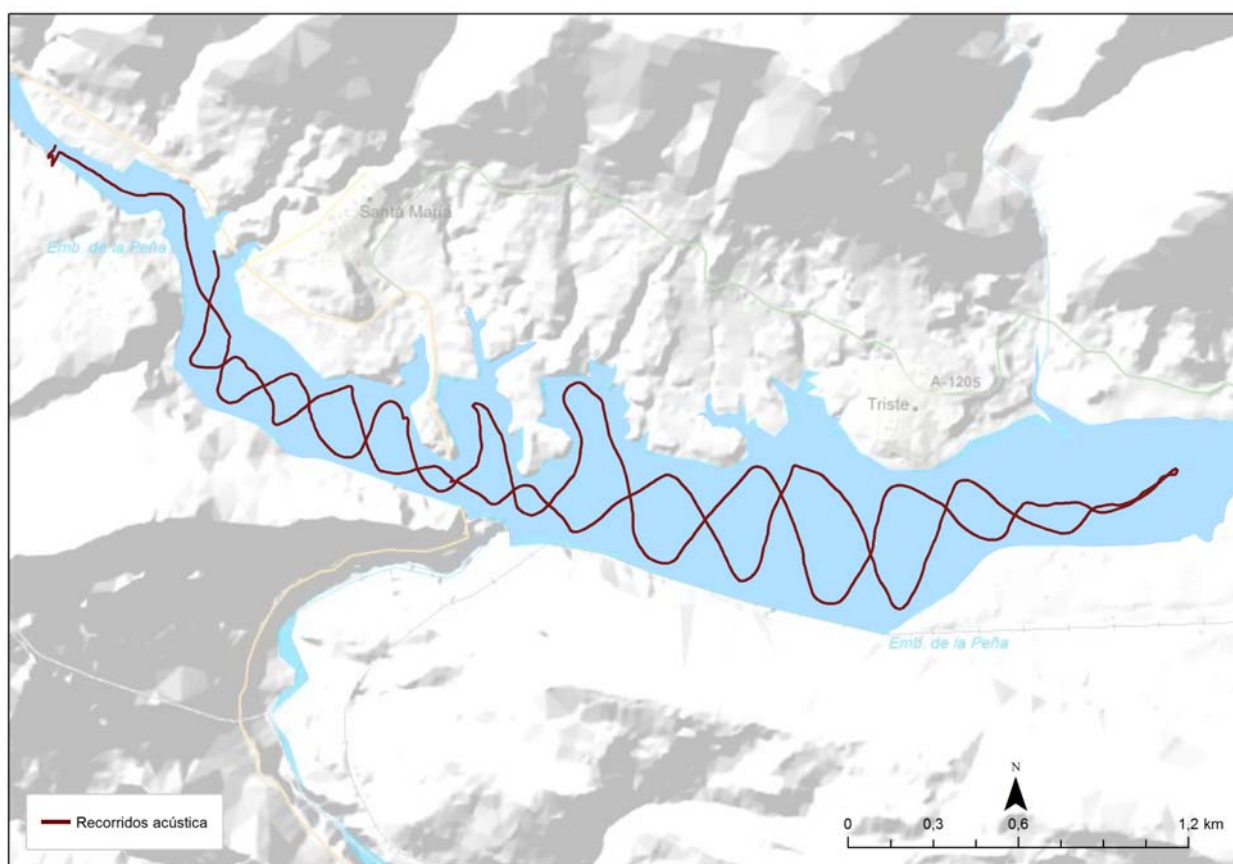 Santa María
Emb. de la Peña
A-1205
Triste
Emb. de la Peña
N
0 0,3 0,6 1,2 km
Recorridos acústica